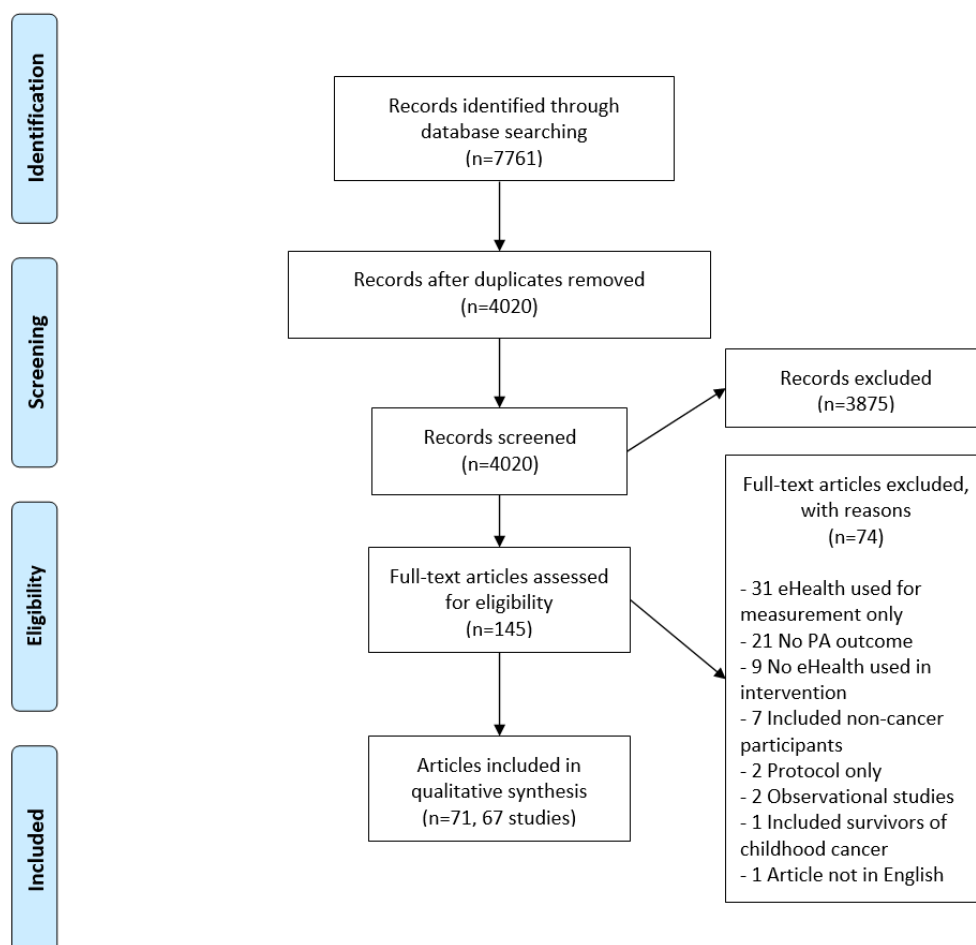 Identification
Records identified through
database searching
(n=7761)
Screening
Records after duplicates removed
(n=4020)
Records screened
(n=4020)
Records excluded
(n=3875)
Eligibility
Full-text articles assessed
for eligibility
(n=145)
Full-text articles excluded,
with reasons
(n=74)
- 31 eHealth used for
measurement only
- 21 No PA outcome
- 9 No eHealth used in
intervention
- 7 Included non-cancer
participants
- 2 Protocol only
- 2 Observational studies
- 1 Included survivors of
childhood cancer
- 1 Article not in English
Included
Articles included in
qualitative synthesis
(n=71, 67 studies)